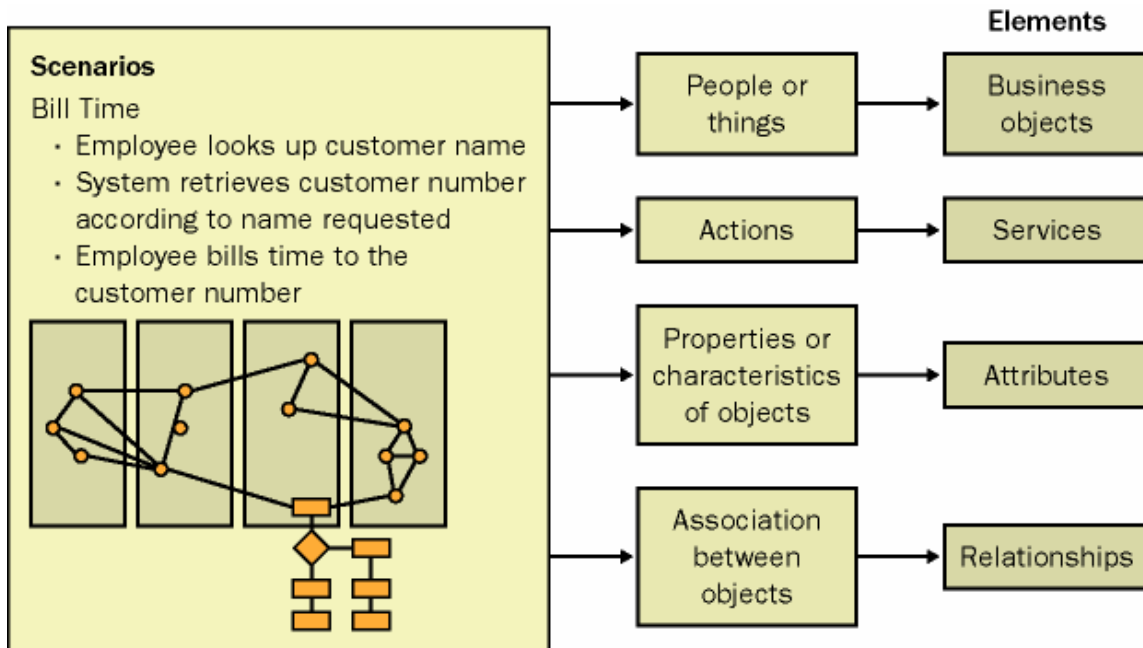 Elements
Scenarios
Bill Time
· Employee looks up customer name
· System retrieves customer number
according to name requested
· Employee bills time to the
customer number
People or
things
Business
objects
Actions
Services
Properties or
characteristics
of objects
Attributes
Association
between
objects
Relationships